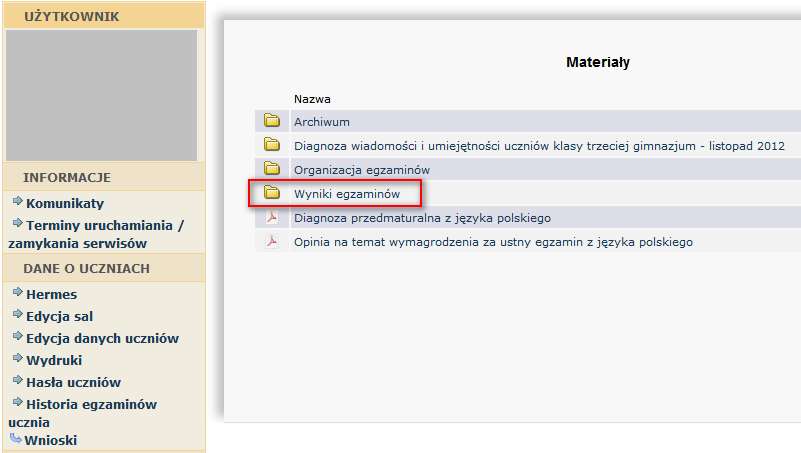 UŻYTKOWNIK
INFORMACJE
Komunikaty
Terminy uruchamiania /
zamykania serwisów
DANE O UCZNIACH
Hermes
Edycja sal
Edycja danych uczniów
Wydruki
Hasła uczniów
Historia egzaminów
ucznia
Wnioski
Materiały
Nazwa
Archiwum
Diagnoza wiadomości i umiejętności uczniów klasy trzeciej gimnazjum - listopad 2012
Organizacja egzaminów
Wyniki egzaminów
Diagnoza przedmaturalna z języka polskiego
Opinia na temat wymagrodzenia za ustny egzamin z języka polskiego